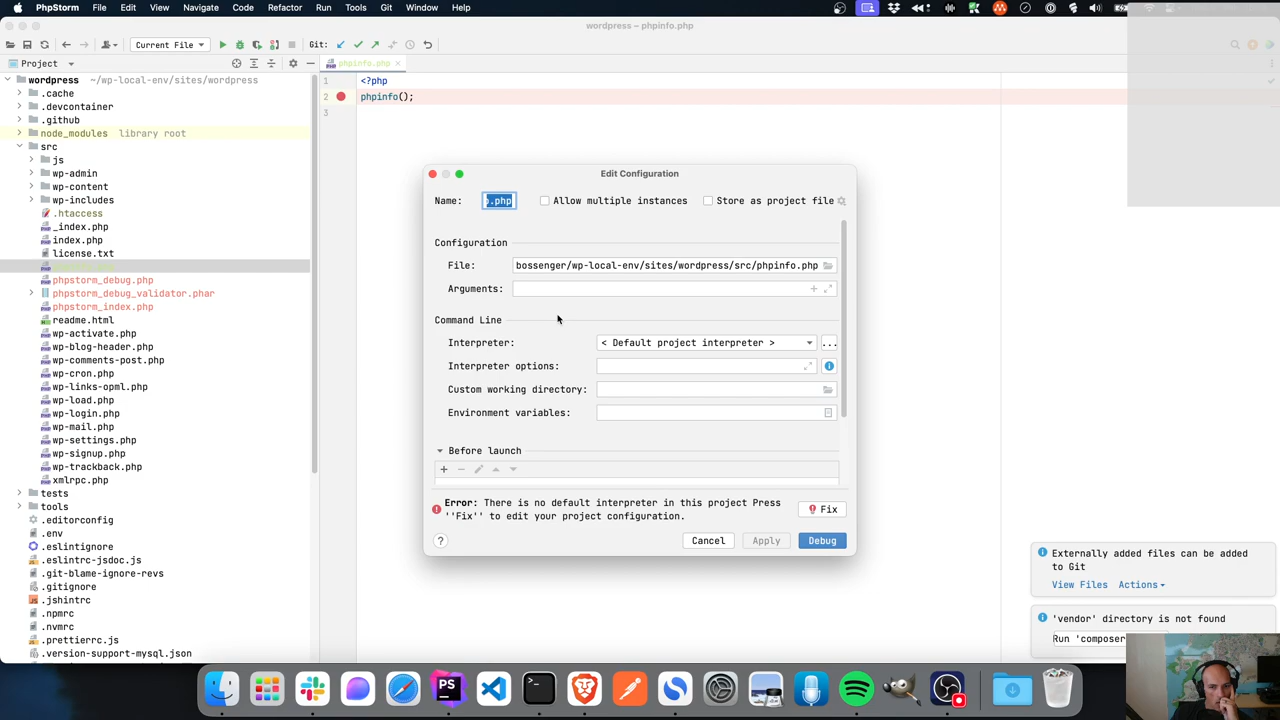 PhpStorm File Edit View Navigate Code Refactor Run Tools Git Window Help
wordpress – phpinfo.php
Current File Git:
Project phpinfo.php
wordpress ~/wp-local-env/sites/wordpress
.cache
.devcontainer
.github
node_modules library root
src
js
wp-admin
wp-content
wp-includes
.htaccess
_index.php
index.php
license.txt
phpstorm_debug.php
phpstorm_debug_validator.phar
phpstorm_index.php
readme.html
wp-activate.php
wp-blog-header.php
wp-comments-post.php
wp-cron.php
wp-links-opml.php
wp-load.php
wp-login.php
wp-mail.php
wp-settings.php
wp-signup.php
wp-trackback.php
xmlrpc.php
tests
tools
.editorconfig
.env
.eslintignore
.eslintrc-jsdoc.js
.git-blame-ignore-revs
.gitignore
.jshintrc
.npmrc
.nvmrc
.prettierrc.js
.version-support-mysql.json
1 <?php
2 phpinfo();
3
Edit Configuration
Name: p.php Allow multiple instances Store as project file
Configuration
File: bossenger/wp-local-env/sites/wordpress/src/phpinfo.php
Arguments:
Command Line
Interpreter: < Default project interpreter > ...
Interpreter options:
Custom working directory:
Environment variables:
Before launch
Error: There is no default interpreter in this project Press
''Fix'' to edit your project configuration.
Fix
? Cancel Apply Debug
Externally added files can be added
to Git
View Files Actions
'vendor' directory is not found
Run 'composer
PS